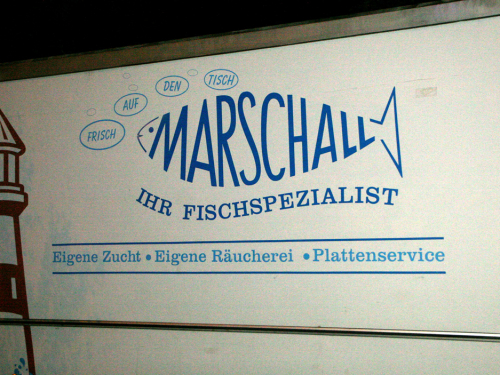 FRISCH AUF DEN TISCH
MARSCHALL
IHR FISCHSPEZIALIST
Eigene Zucht • Eigene Räucherei • Plattenservice